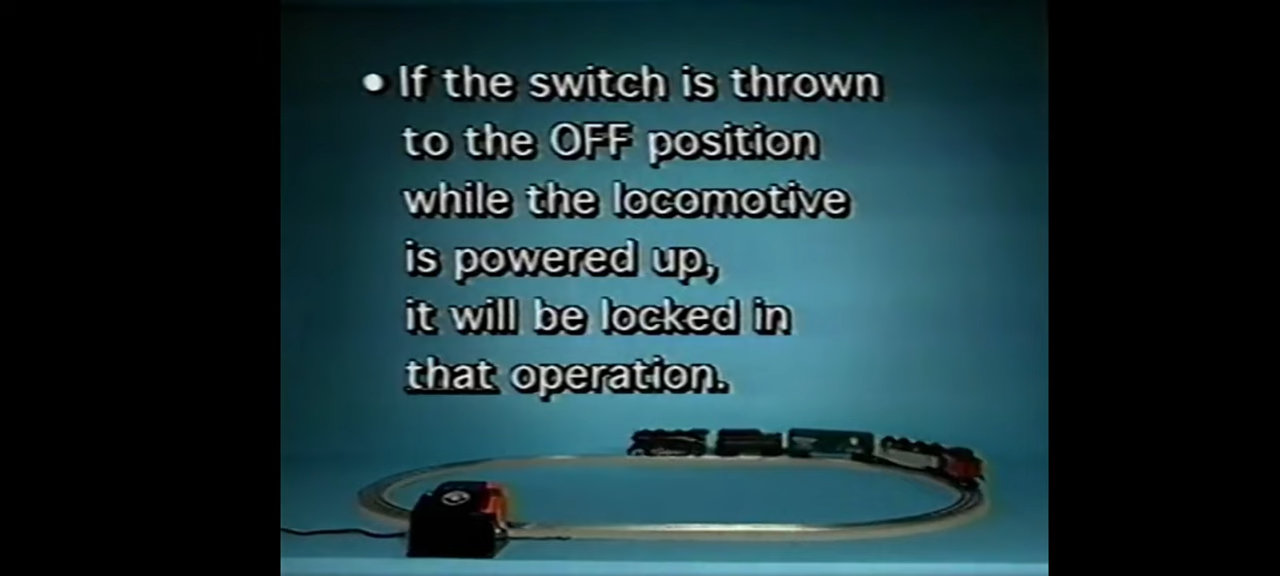 • If the switch is thrown
to the OFF position
while the locomotive
is powered up,
it will be locked in
that operation.